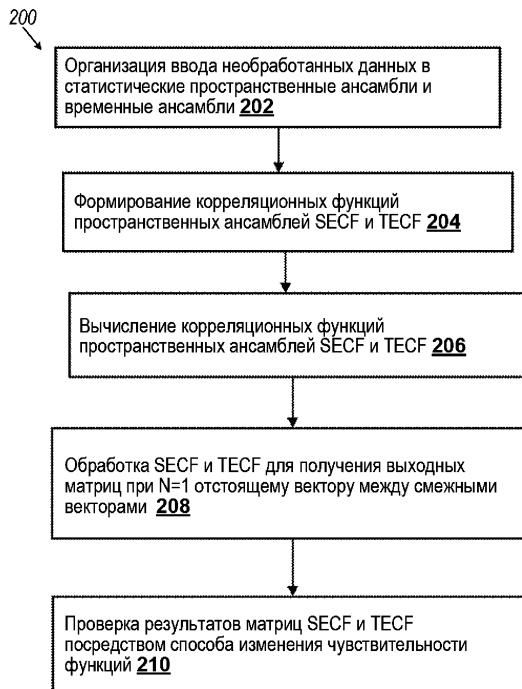 200
Организация ввода необработанных данных в
статистические пространственные ансамбли и
временные ансамбли 202
Формирование корреляционных функций
пространственных ансамблей SECF и TECF 204
Вычисление корреляционных функций
пространственных ансамблей SECF и TECF 206
Обработка SECF и TECF для получения выходных
матриц при N=1 отстоящему вектору между смежными
векторами 208
Проверка результатов матриц SECF и TECF
посредством способа изменения чувствительности
функций 210